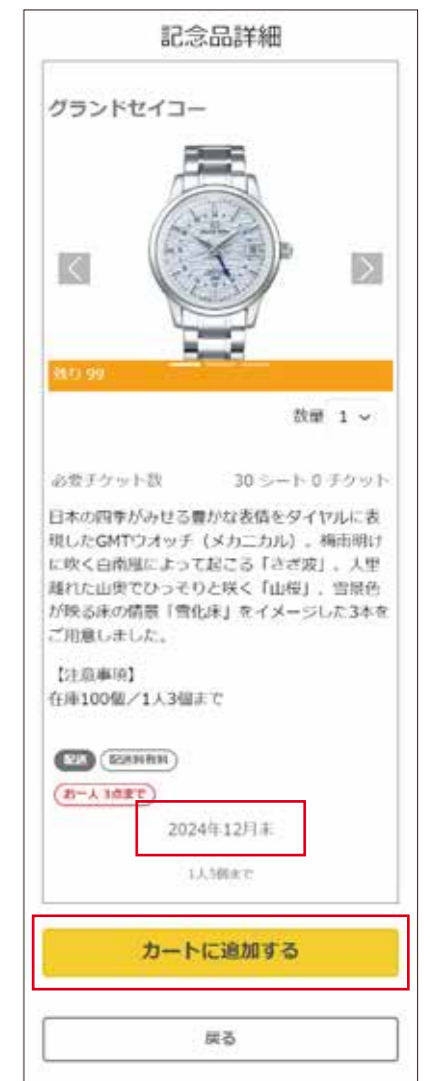 記念品詳細
グランドセイコー
残り 99
数量 1
必要チケット数 30 シート 0 チケット
日本の四季がみせる豊かな表情をダイヤルに表
現したGMTウオッチ（メカニカル）。梅雨明け
に吹く白南風によって起こる「さざ波」、人里
離れた山奥でひっそりと咲く「山桜」、雪景色
が映る床の情景「雪化床」をイメージした3本を
ご用意しました。
【注意事項】
在庫100個／1人3個まで
配送 配送料有料
お一人 3点まで
2024年12月末
1人3個まで
カートに追加する
戻る